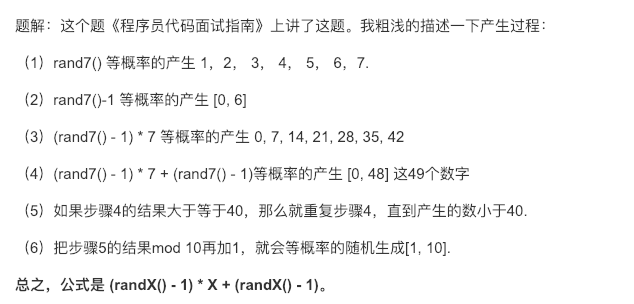 题解：这个题《程序员代码面试指南》上讲了这题。我粗浅的描述一下产生过程：
（1）rand7() 等概率的产生 1，2， 3， 4， 5， 6，7.
（2）rand7()-1 等概率的产生 [0, 6]
（3）(rand7() - 1) * 7 等概率的产生 0, 7, 14, 21, 28, 35, 42
（4）(rand7() - 1) * 7 + (rand7() - 1)等概率的产生 [0, 48] 这49个数字
（5）如果步骤4的结果大于等于40，那么就重复步骤4，直到产生的数小于40.
（6）把步骤5的结果mod 10再加1，就会等概率的随机生成[1, 10].
总之，公式是 (randX() - 1) * X + (randX() - 1)。